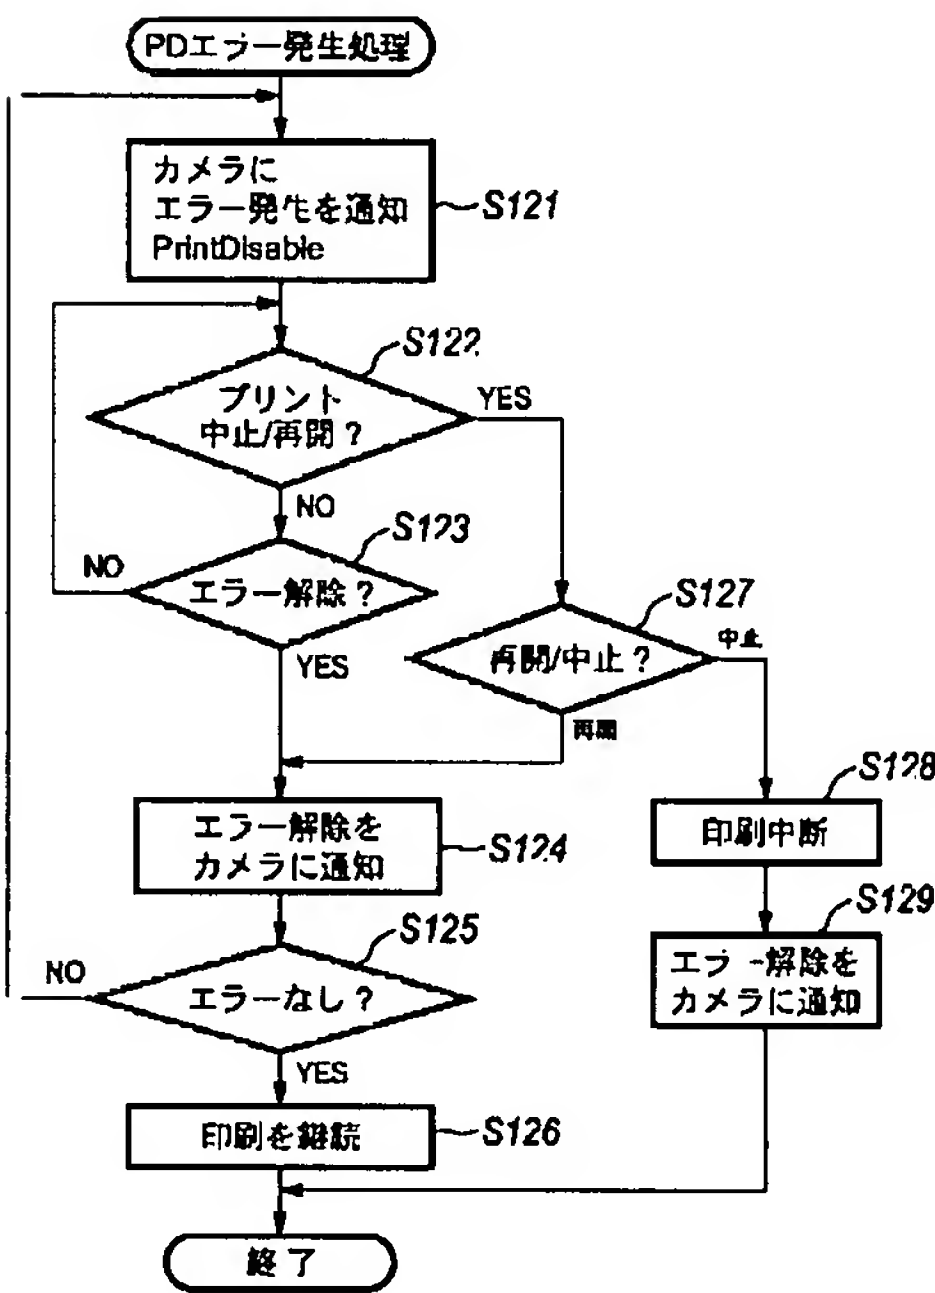 PDエラー発生処理
カメラに
エラー発生を通知
PrintDisable
S121
S122
プリント
中止/再開?
YES
NO
S123
エラー解除?
NO
YES
S127
再開/中止?
中止
再開
S128
印刷中断
エラー解除を
カメラに通知
S124
S129
エラー解除を
カメラに通知
S125
エラーなし?
NO
YES
印刷を継続
S126
終了